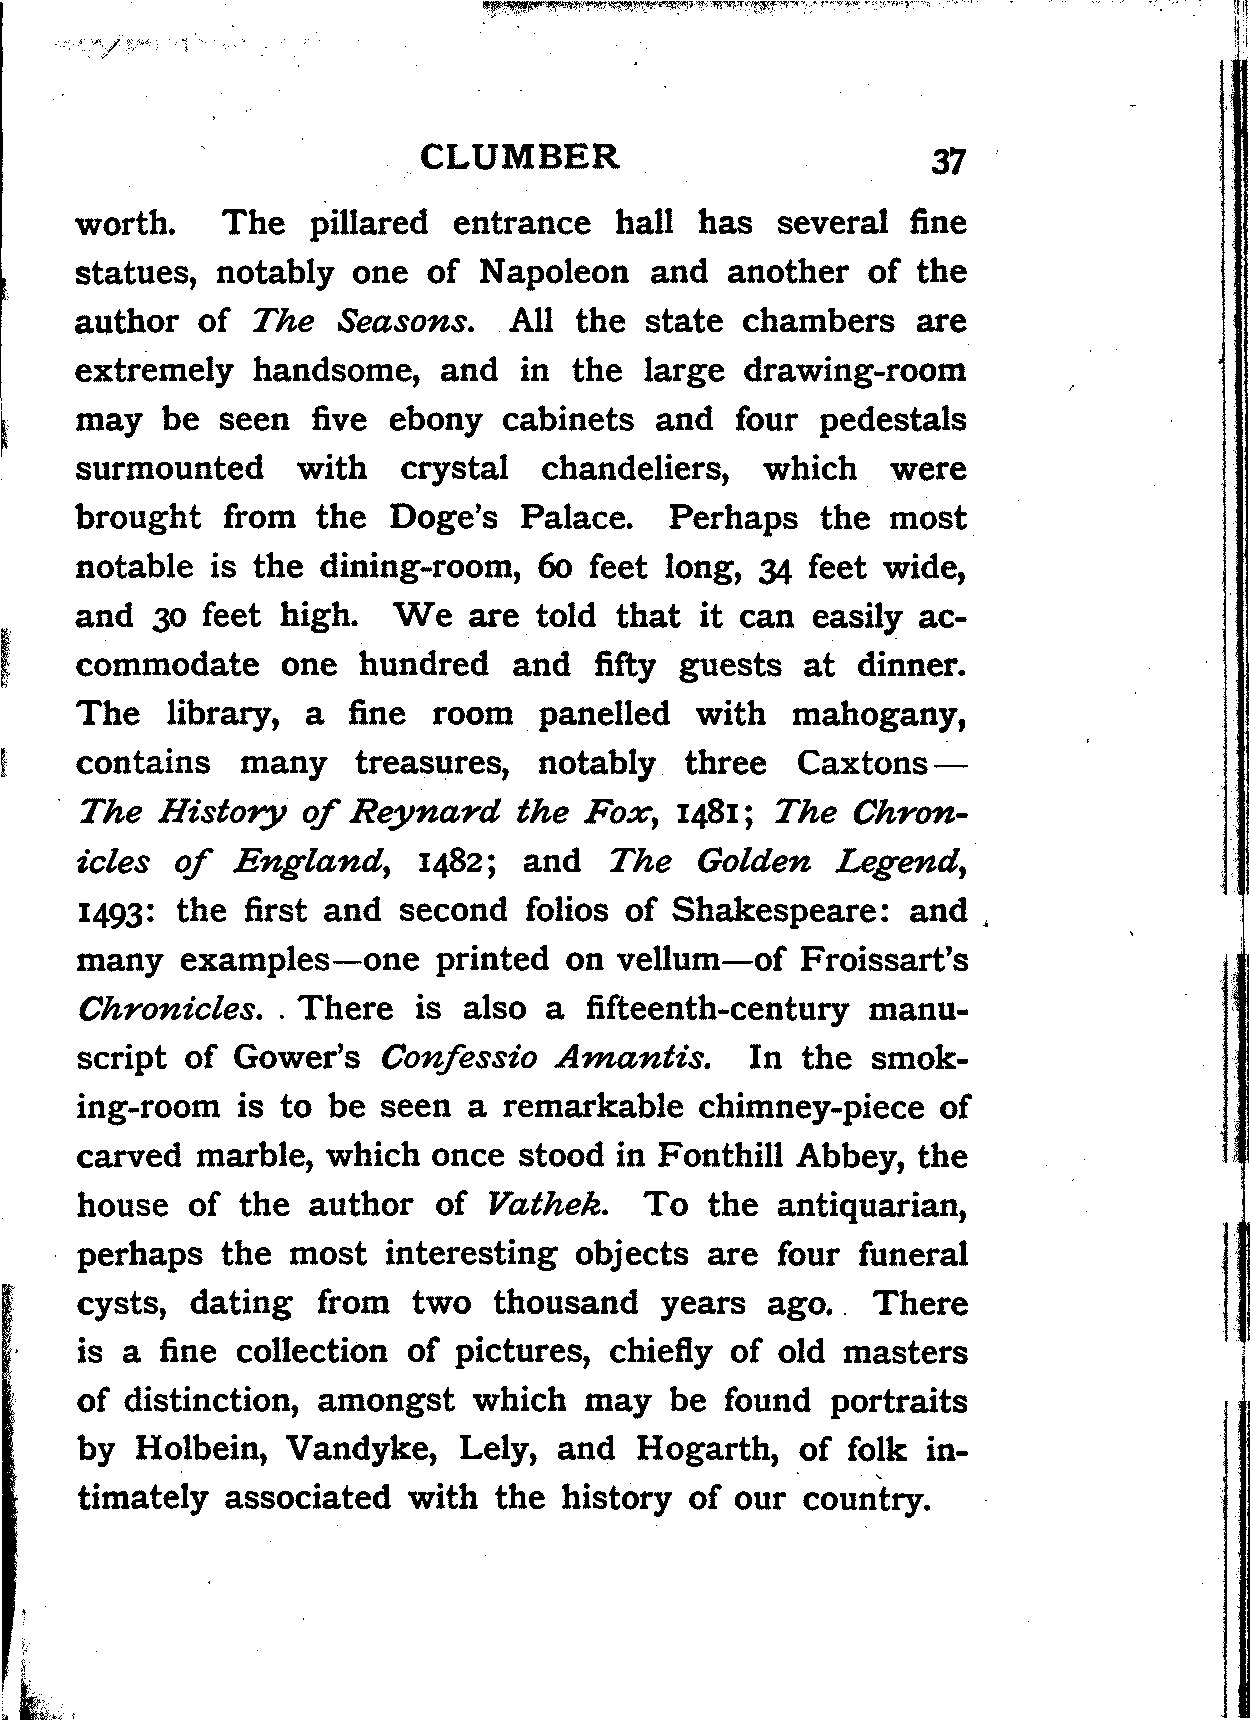 CLUMBER 37
worth. The pillared entrance hall has several fine
statues, notably one of Napoleon and another of the
author of The Seasons. All the state chambers are
extremely handsome, and in the large drawing-room
may be seen five ebony cabinets and four pedestals
surmounted with crystal chandeliers, which were
brought from the Doge's Palace. Perhaps the most
notable is the dining-room, 60 feet long, 34 feet wide,
and 30 feet high. We are told that it can easily ac-
commodate one hundred and fifty guests at dinner.
The library, a fine room panelled with mahogany,
contains many treasures, notably three Caxtons—
The History of Reynard the Fox, 1481; The Chron-
icles of England, 1482; and The Golden Legend,
1493: the first and second folios of Shakespeare: and
many examples—one printed on vellum—of Froissart's
Chronicles. There is also a fifteenth-century manu-
script of Gower's Confessio Amantis. In the smok-
ing-room is to be seen a remarkable chimney-piece of
carved marble, which once stood in Fonthill Abbey, the
house of the author of Vathek. To the antiquarian,
perhaps the most interesting objects are four funeral
cysts, dating from two thousand years ago. There
is a fine collection of pictures, chiefly of old masters
of distinction, amongst which may be found portraits
by Holbein, Vandyke, Lely, and Hogarth, of folk in-
timately associated with the history of our country.